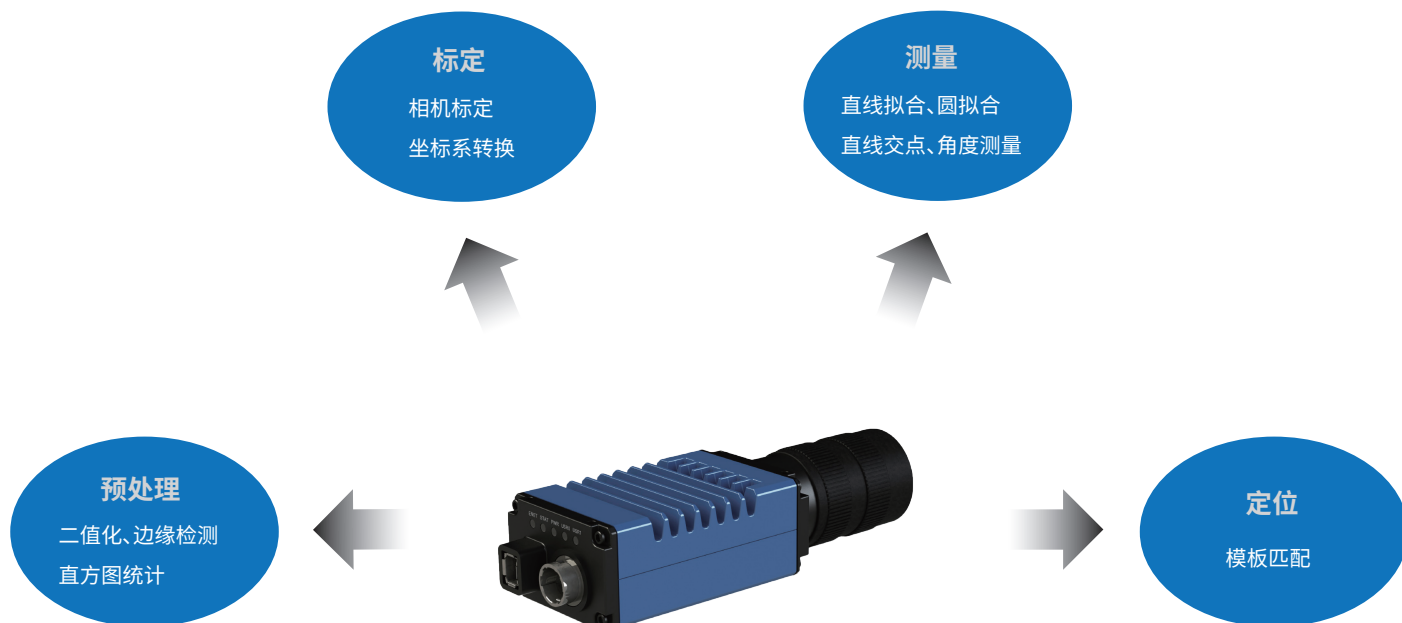 标定
相机标定
坐标系转换
测量
直线拟合、圆拟合
直线交点、角度测量
预处理
二值化、边缘检测
直方图统计
定位
模板匹配